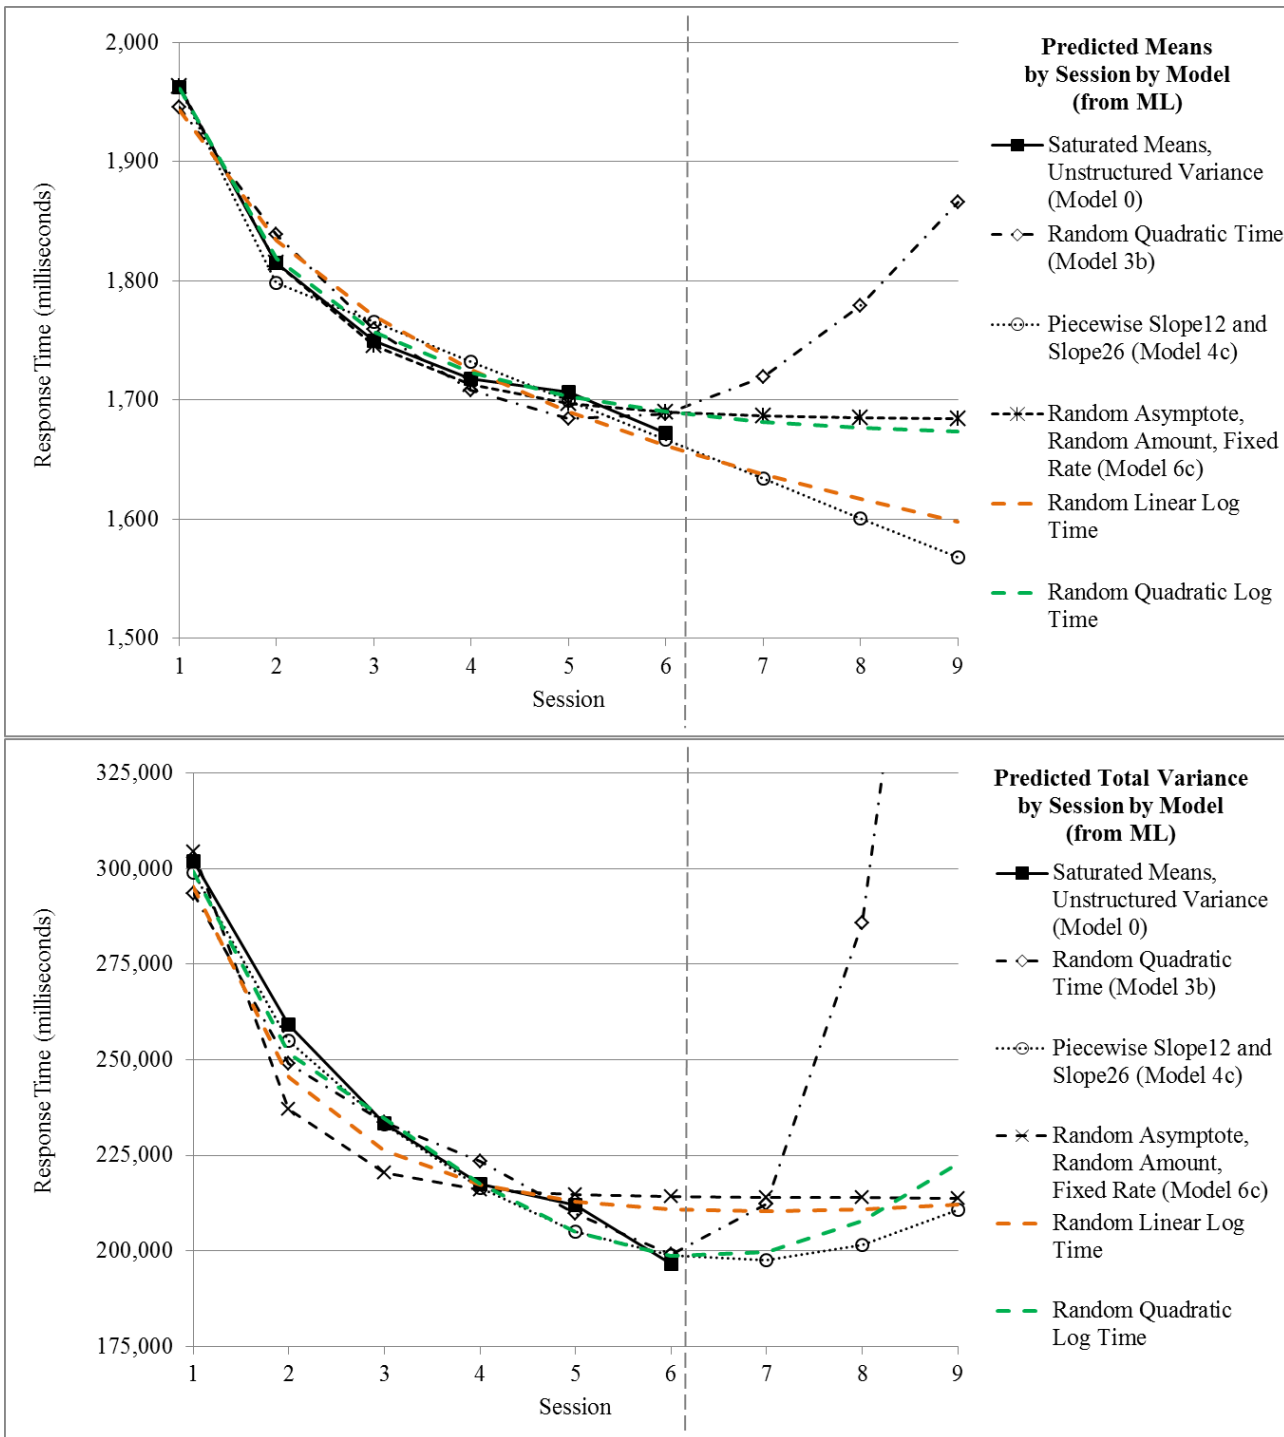 Predicted Means
by Session by Model
(from ML)
2,000
1,900
1,800
1,700
1,600
1,500
Response Time (milliseconds)
1 2 3 4 5 6 7 8 9
Session
Saturated Means,
Unstructured Variance
(Model 0)
Random Quadratic Time
(Model 3b)
Piecewise Slope12 and
Slope26 (Model 4c)
Random Asymptote,
Random Amount, Fixed
Rate (Model 6c)
Random Linear Log
Time
Random Quadratic Log
Time
Predicted Total Variance
by Session by Model
(from ML)
325,000
300,000
275,000
250,000
225,000
200,000
175,000
Response Time (milliseconds)
1 2 3 4 5 6 7 8 9
Session
Saturated Means,
Unstructured Variance
(Model 0)
Random Quadratic
Time (Model 3b)
Piecewise Slope12 and
Slope26 (Model 4c)
Random Asymptote,
Random Amount,
Fixed Rate (Model 6c)
Random Linear Log
Time
Random Quadratic
Log Time